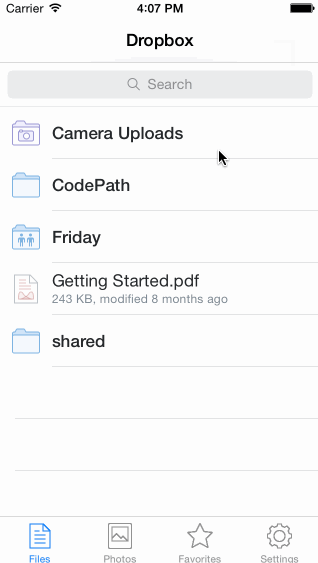 Carrier 4:07 PM
Dropbox
Search
Camera Uploads
CodePath
Friday
Getting Started.pdf
243 KB, modified 8 months ago
shared
Files Photos Favorites Settings